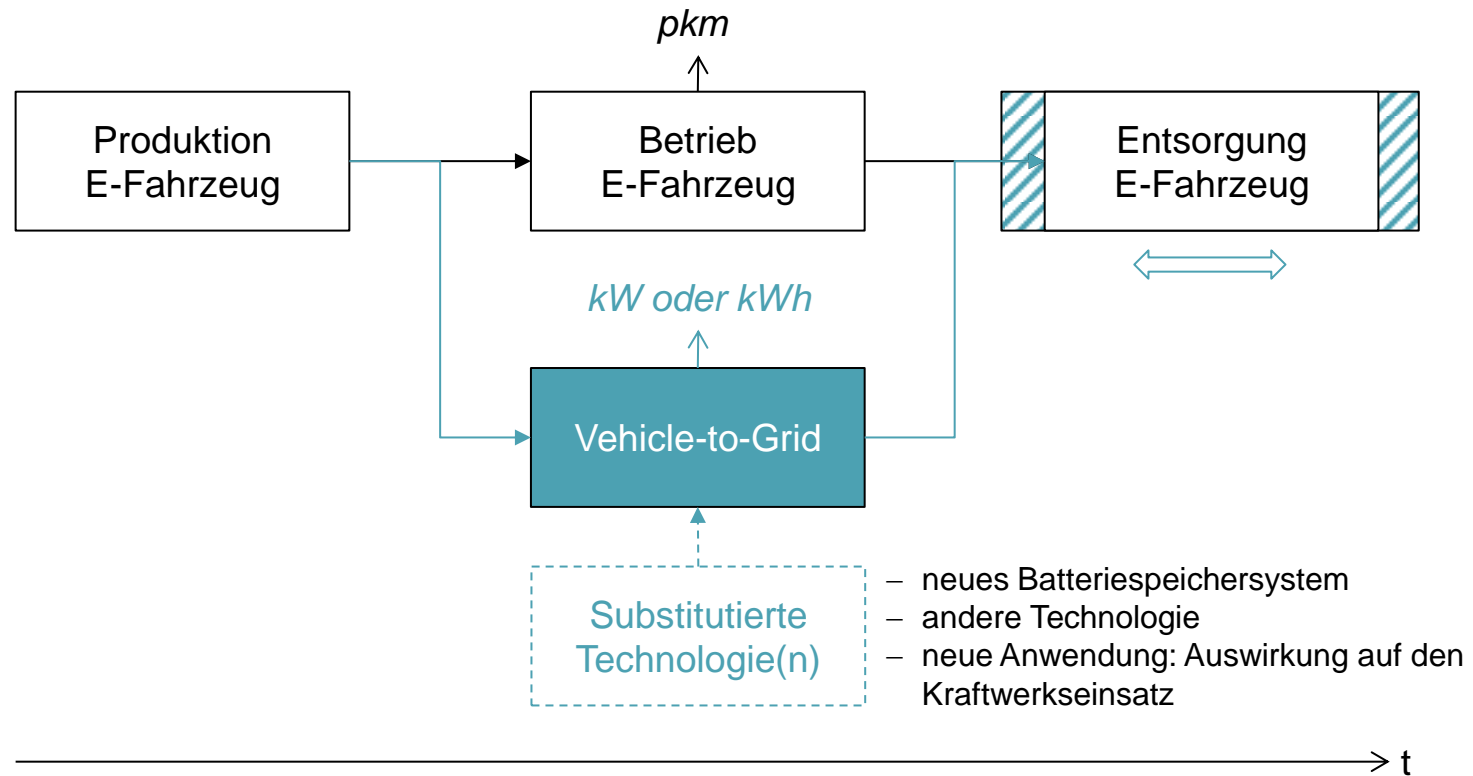 pkm
Produktion
E-Fahrzeug
Betrieb
E-Fahrzeug
Entsorgung
E-Fahrzeug
kW oder kWh
Vehicle-to-Grid
Substitutierte
Technologie(n)
– neues Batteriespeichersystem
– andere Technologie
– neue Anwendung: Auswirkung auf den
Kraftwerkseinsatz
t